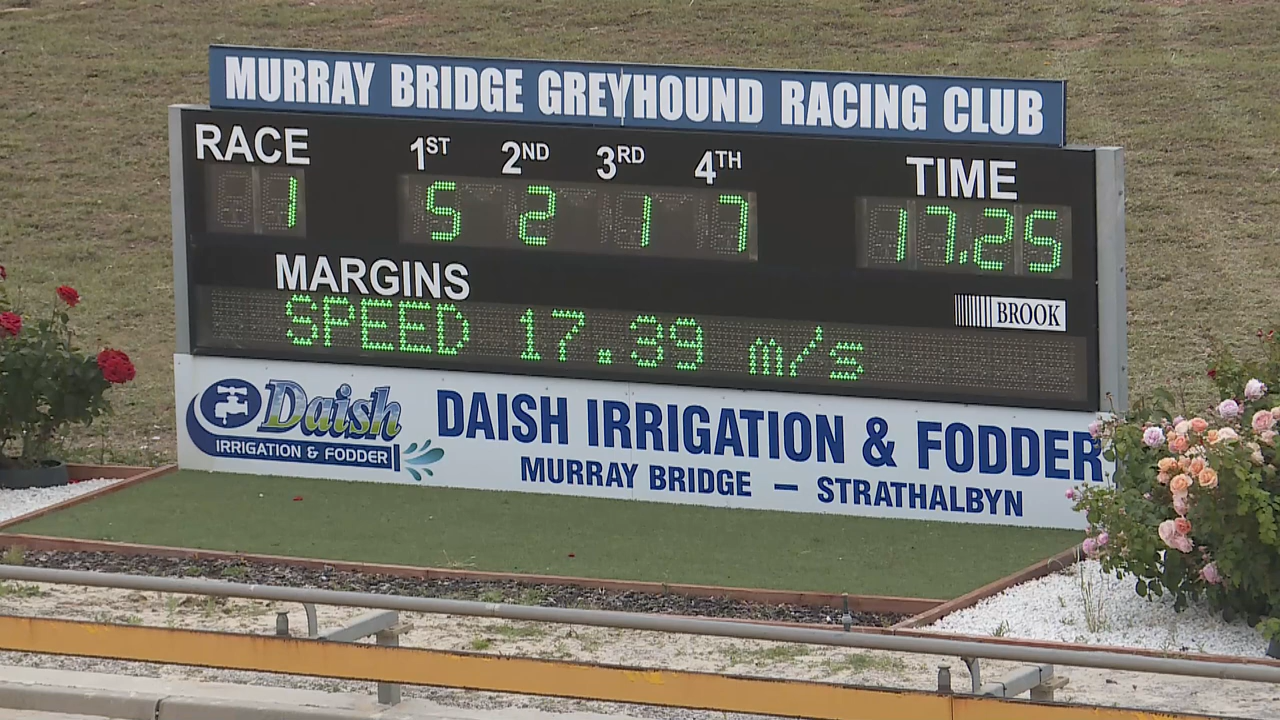 MURRAY BRIDGE GREYHOUND RACING CLUB
RACE 1ST 2ND 3RD 4TH TIME
1 5 2 1 7 17.25
MARGINS
BROOK
SPEED 17.39 m/s
Daish
IRRIGATION & FODDER
DAISH IRRIGATION & FODDER
MURRAY BRIDGE – STRATHALBYN